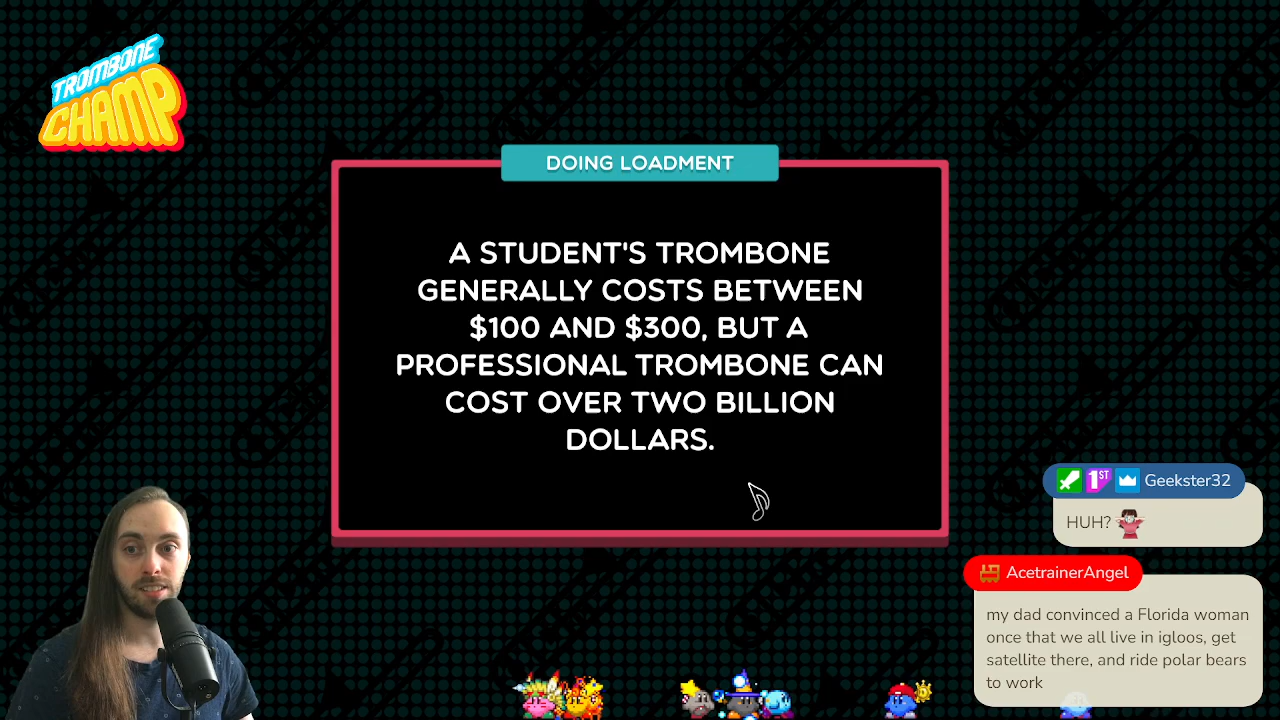 TROMBONE
CHAMP
DOING LOADMENT
A STUDENT'S TROMBONE
GENERALLY COSTS BETWEEN
$100 AND $300, BUT A
PROFESSIONAL TROMBONE CAN
COST OVER TWO BILLION
DOLLARS.
1ST Geekster32
HUH?
AcetrainerAngel
my dad convinced a Florida woman
once that we all live in igloos, get
satellite there, and ride polar bears
to work